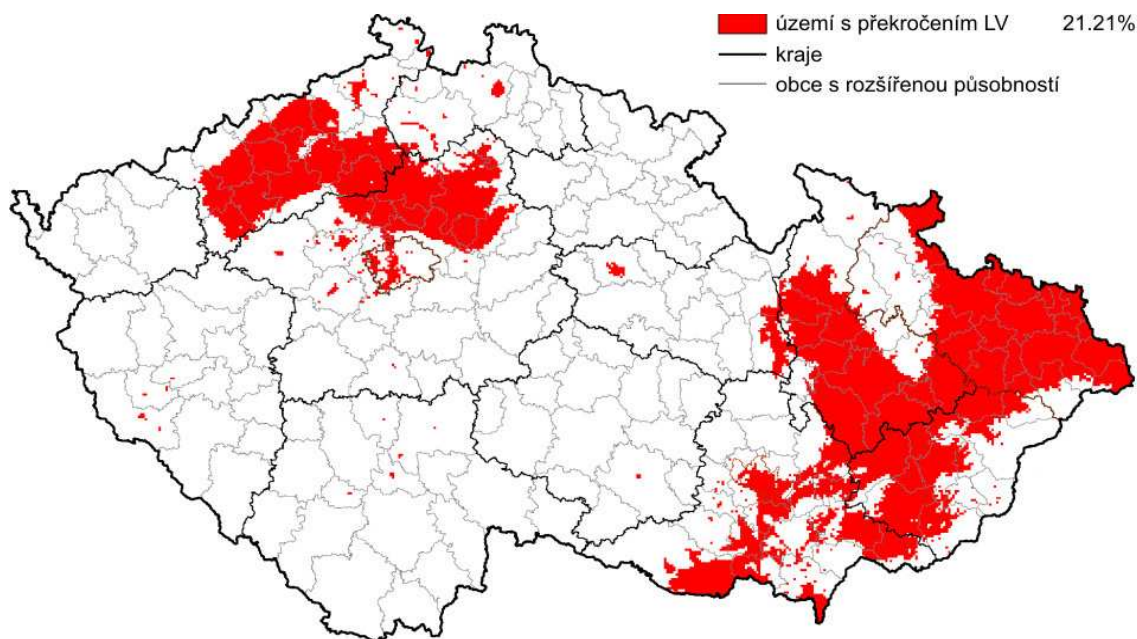 území s překročením LV 21.21%
kraje
obce s rozšířenou působností